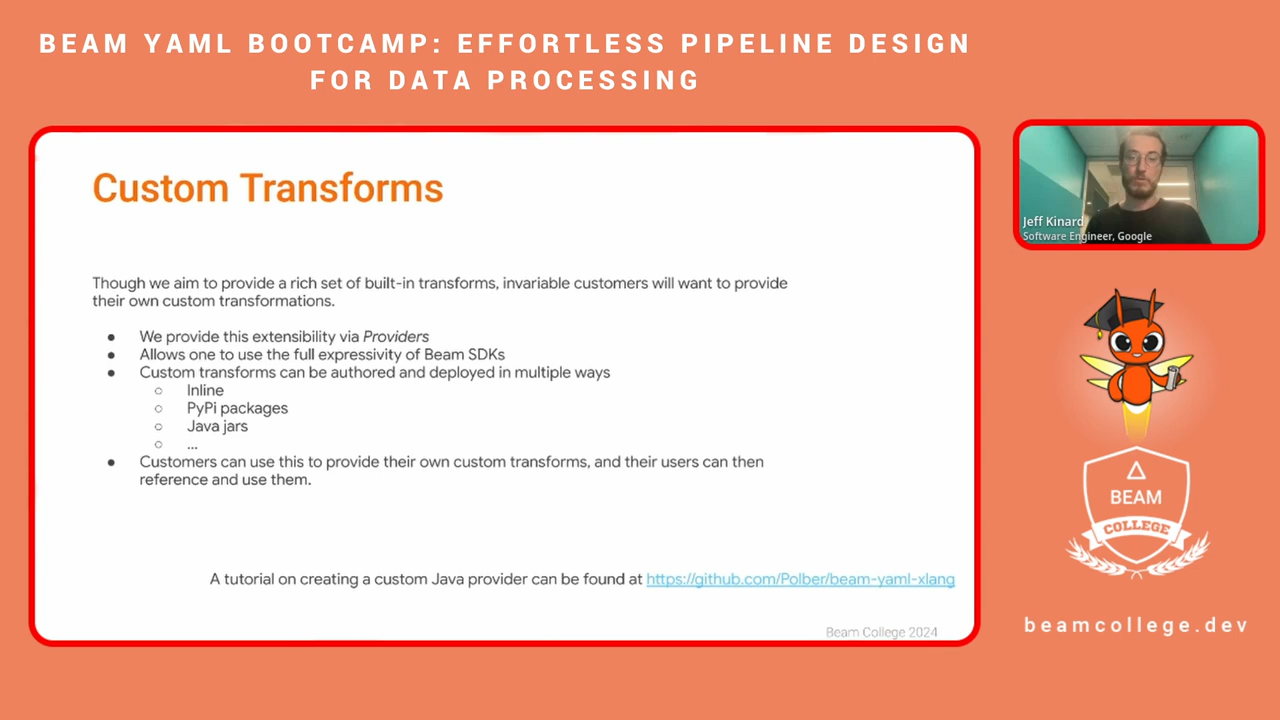 BEAM YAML BOOTCAMP: EFFORTLESS PIPELINE DESIGN
FOR DATA PROCESSING
Custom Transforms
Though we aim to provide a rich set of built-in transforms, invariable customers will want to provide
their own custom transformations.
● We provide this extensibility via Providers
● Allows one to use the full expressivity of Beam SDKs
● Custom transforms can be authored and deployed in multiple ways
○ Inline
○ PyPi packages
○ Java jars
○ ...
● Customers can use this to provide their own custom transforms, and their users can then
reference and use them.
A tutorial on creating a custom Java provider can be found at https://github.com/Polber/beam-yaml-xlang
Beam College 2024
Jeff Kinard
Software Engineer, Google
BEAM
COLLEGE
beamcollege.dev